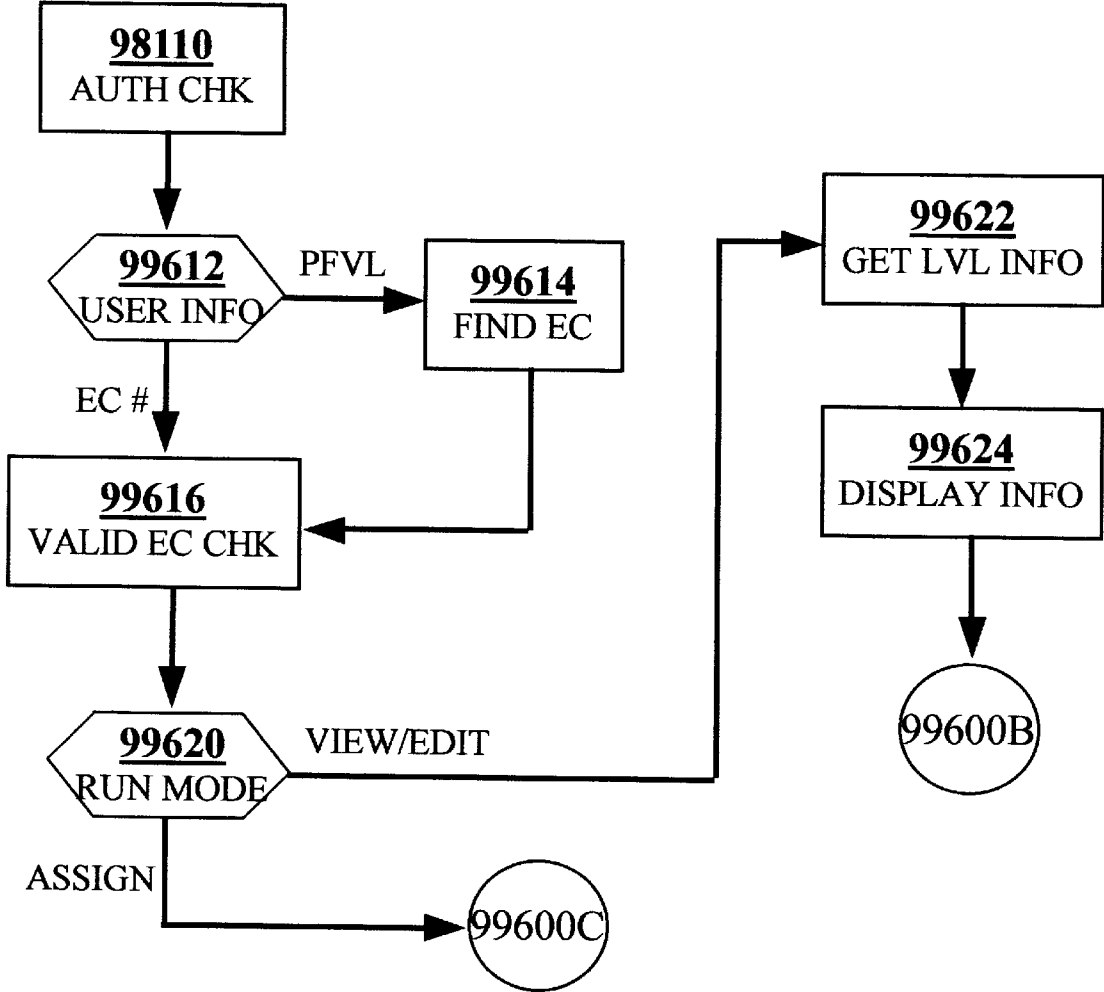 98110
AUTH CHK
99612
USER INFO
PFVL
99614
FIND EC
EC #
99616
VALID EC CHK
99620
RUN MODE
VIEW/EDIT
ASSIGN
99600C
99622
GET LVL INFO
99624
DISPLAY INFO
99600B